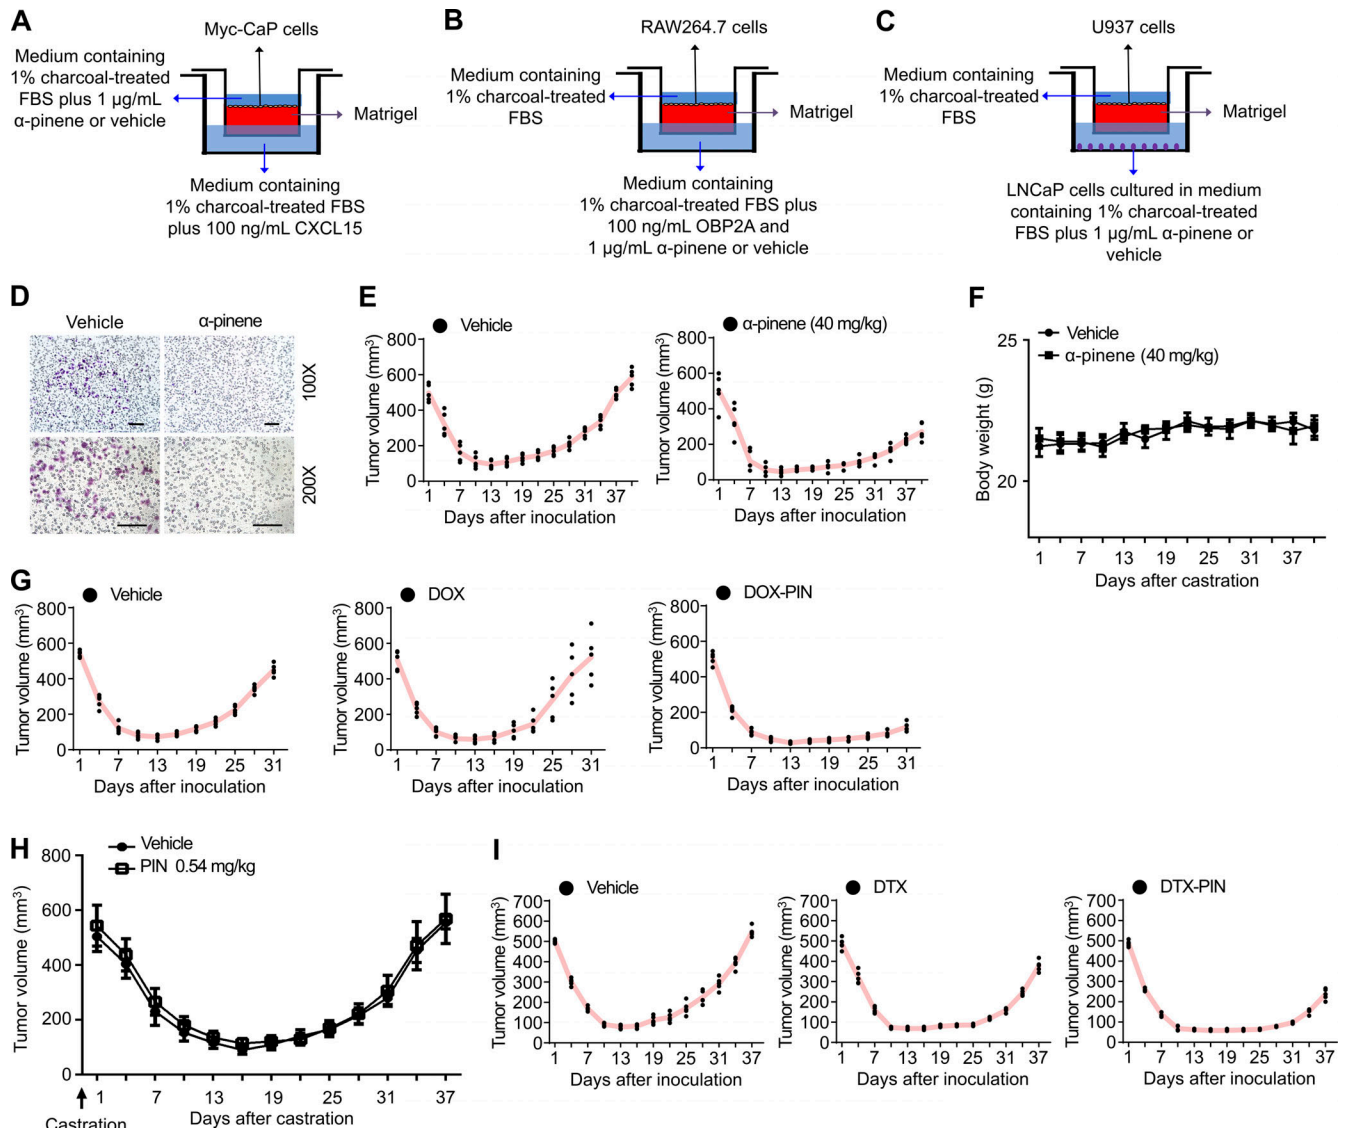 A
Myc-CaP cells
Medium containing
1% charcoal-treated
FBS plus 1 µg/mL
α-pinene or vehicle
Matrigel
Medium containing
1% charcoal-treated FBS
plus 100 ng/mL CXCL15
B
RAW264.7 cells
Medium containing
1% charcoal-treated
FBS
Matrigel
Medium containing
1% charcoal-treated FBS plus
100 ng/mL OBP2A and
1 µg/mL α-pinene or vehicle
C
U937 cells
Medium containing
1% charcoal-treated
FBS
Matrigel
LNCaP cells cultured in medium
containing 1% charcoal-treated
FBS plus 1 µg/mL α-pinene or
vehicle
D
Vehicle α-pinene
100X
200X
E
Vehicle
Tumor volume (mm³)
800
600
400
200
0
1 7 13 19 25 31 37
Days after inoculation
α-pinene (40 mg/kg)
Tumor volume (mm³)
800
600
400
200
0
1 7 13 19 25 31 37
Days after inoculation
F
Vehicle
α-pinene (40 mg/kg)
Body weight (g)
25
20
1 7 13 19 25 31 37
Days after castration
G
Vehicle
Tumor volume (mm³)
800
600
400
200
0
1 7 13 19 25 31
Days after inoculation
DOX
Tumor volume (mm³)
800
600
400
200
0
1 7 13 19 25 31
Days after inoculation
DOX-PIN
Tumor volume (mm³)
800
600
400
200
0
1 7 13 19 25 31
Days after inoculation
H
Vehicle
PIN 0.54 mg/kg
Tumor volume (mm³)
800
600
400
200
0
1 7 13 19 25 31 37
Days after castration
Castration
I
Vehicle
Tumor volume (mm³)
700
600
500
400
300
200
100
0
1 7 13 19 25 31 37
Days after inoculation
DTX
Tumor volume (mm³)
700
600
500
400
300
200
100
0
1 7 13 19 25 31 37
Days after inoculation
DTX-PIN
Tumor volume (mm³)
700
600
500
400
300
200
100
0
1 7 13 19 25 31 37
Days after inoculation